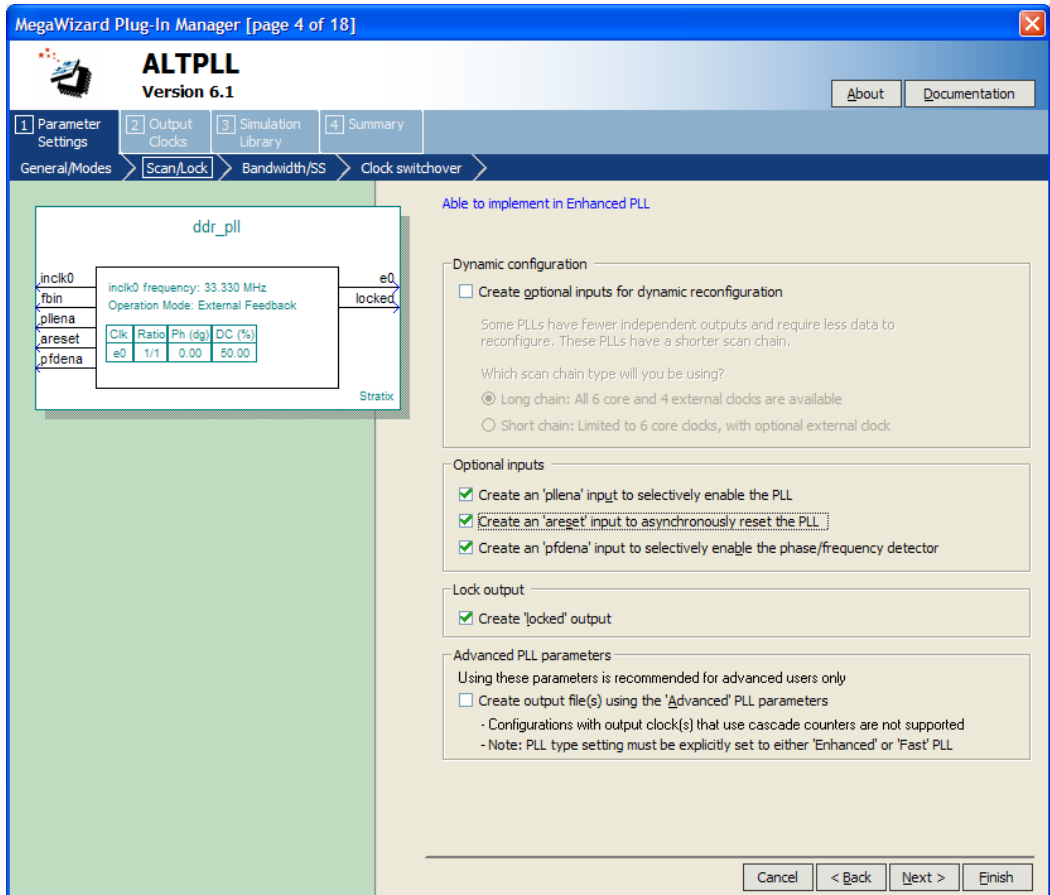 MegaWizard Plug-In Manager [page 4 of 18]
ALTPLL
Version 6.1
About
Documentation
1 Parameter Settings
2 Output Clocks
3 Simulation Library
4 Summary
General/Modes
Scan/Lock
Bandwidth/SS
Clock switchover
ddr_pll
inclk0
fbin
pllena
areset
pfdena
inclk0 frequency: 33.330 MHz
Operation Mode: External Feedback
Clk Ratio Ph (dg) DC (%)
e0 1/1 0.00 50.00
e0
locked
Stratix
Able to implement in Enhanced PLL
Dynamic configuration
Create optional inputs for dynamic reconfiguration
Some PLLs have fewer independent outputs and require less data to
reconfigure. These PLLs have a shorter scan chain.
Which scan chain type will you be using?
Long chain: All 6 core and 4 external clocks are available
Short chain: Limited to 6 core clocks, with optional external clock
Optional inputs
Create an 'pllena' input to selectively enable the PLL
Create an 'areset' input to asynchronously reset the PLL
Create an 'pfdena' input to selectively enable the phase/frequency detector
Lock output
Create 'locked' output
Advanced PLL parameters
Using these parameters is recommended for advanced users only
Create output file(s) using the 'Advanced' PLL parameters
- Configurations with output clock(s) that use cascade counters are not supported
- Note: PLL type setting must be explicitly set to either 'Enhanced' or 'Fast' PLL
Cancel
< Back
Next >
Finish